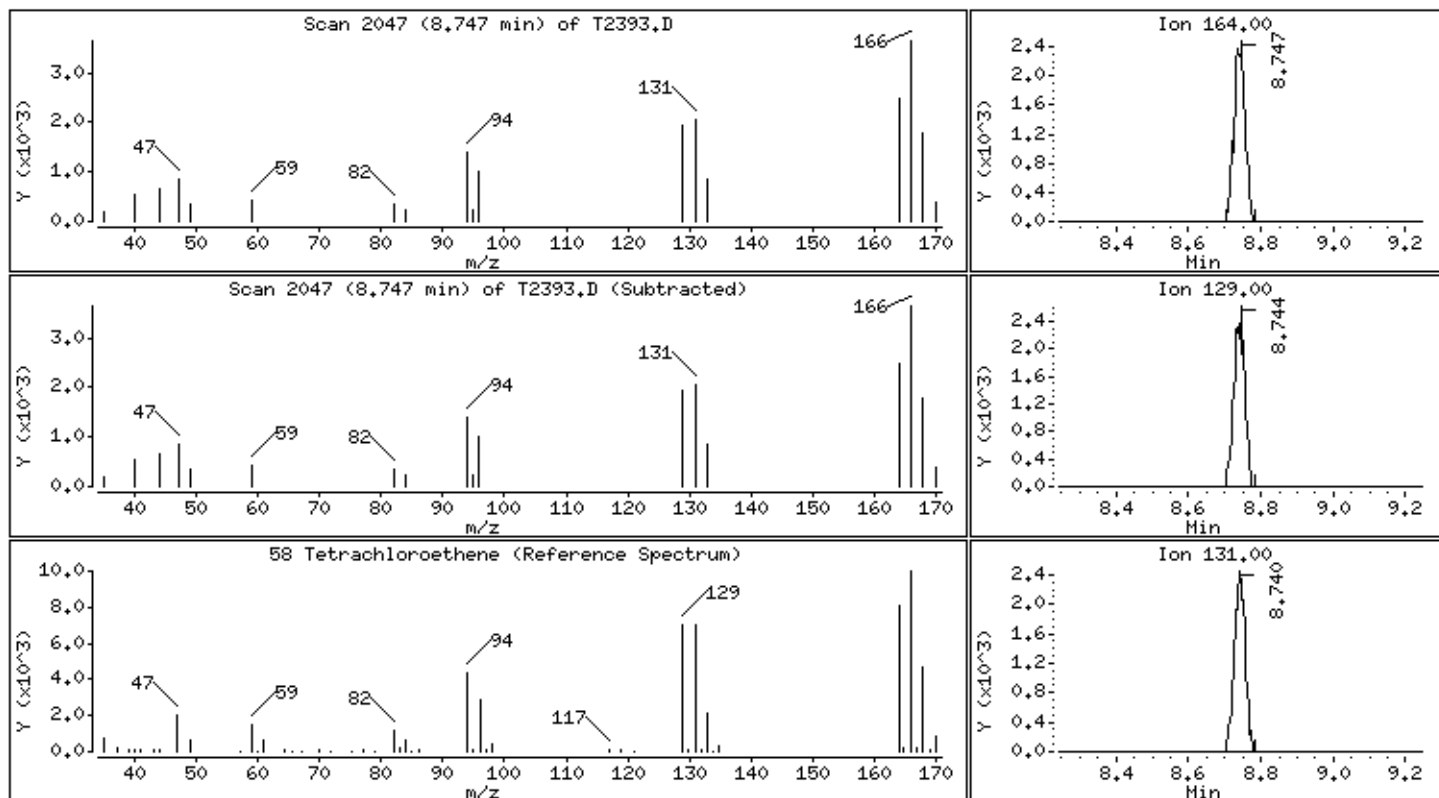 Scan 2047 (8.747 min) of T2393.D
Y (x10^3)
3.0
2.0
1.0
0.0
47
59
82
94
131
166
40 50 60 70 80 90 100 110 120 130 140 150 160 170
m/z
Ion 164.00
Y (x10^3)
2.4
2.0
1.6
1.2
0.8
0.4
0.0
8.747
8.4 8.6 8.8 9.0 9.2
Min
Scan 2047 (8.747 min) of T2393.D (Subtracted)
Y (x10^3)
3.0
2.0
1.0
0.0
47
59
82
94
131
166
40 50 60 70 80 90 100 110 120 130 140 150 160 170
m/z
Ion 129.00
Y (x10^3)
2.4
2.0
1.6
1.2
0.8
0.4
0.0
8.744
8.4 8.6 8.8 9.0 9.2
Min
58 Tetrachloroethene (Reference Spectrum)
Y (x10^3)
10.0
8.0
6.0
4.0
2.0
0.0
47
59
82
94
117
129
40 50 60 70 80 90 100 110 120 130 140 150 160 170
m/z
Ion 131.00
Y (x10^3)
2.4
2.0
1.6
1.2
0.8
0.4
0.0
8.740
8.4 8.6 8.8 9.0 9.2
Min